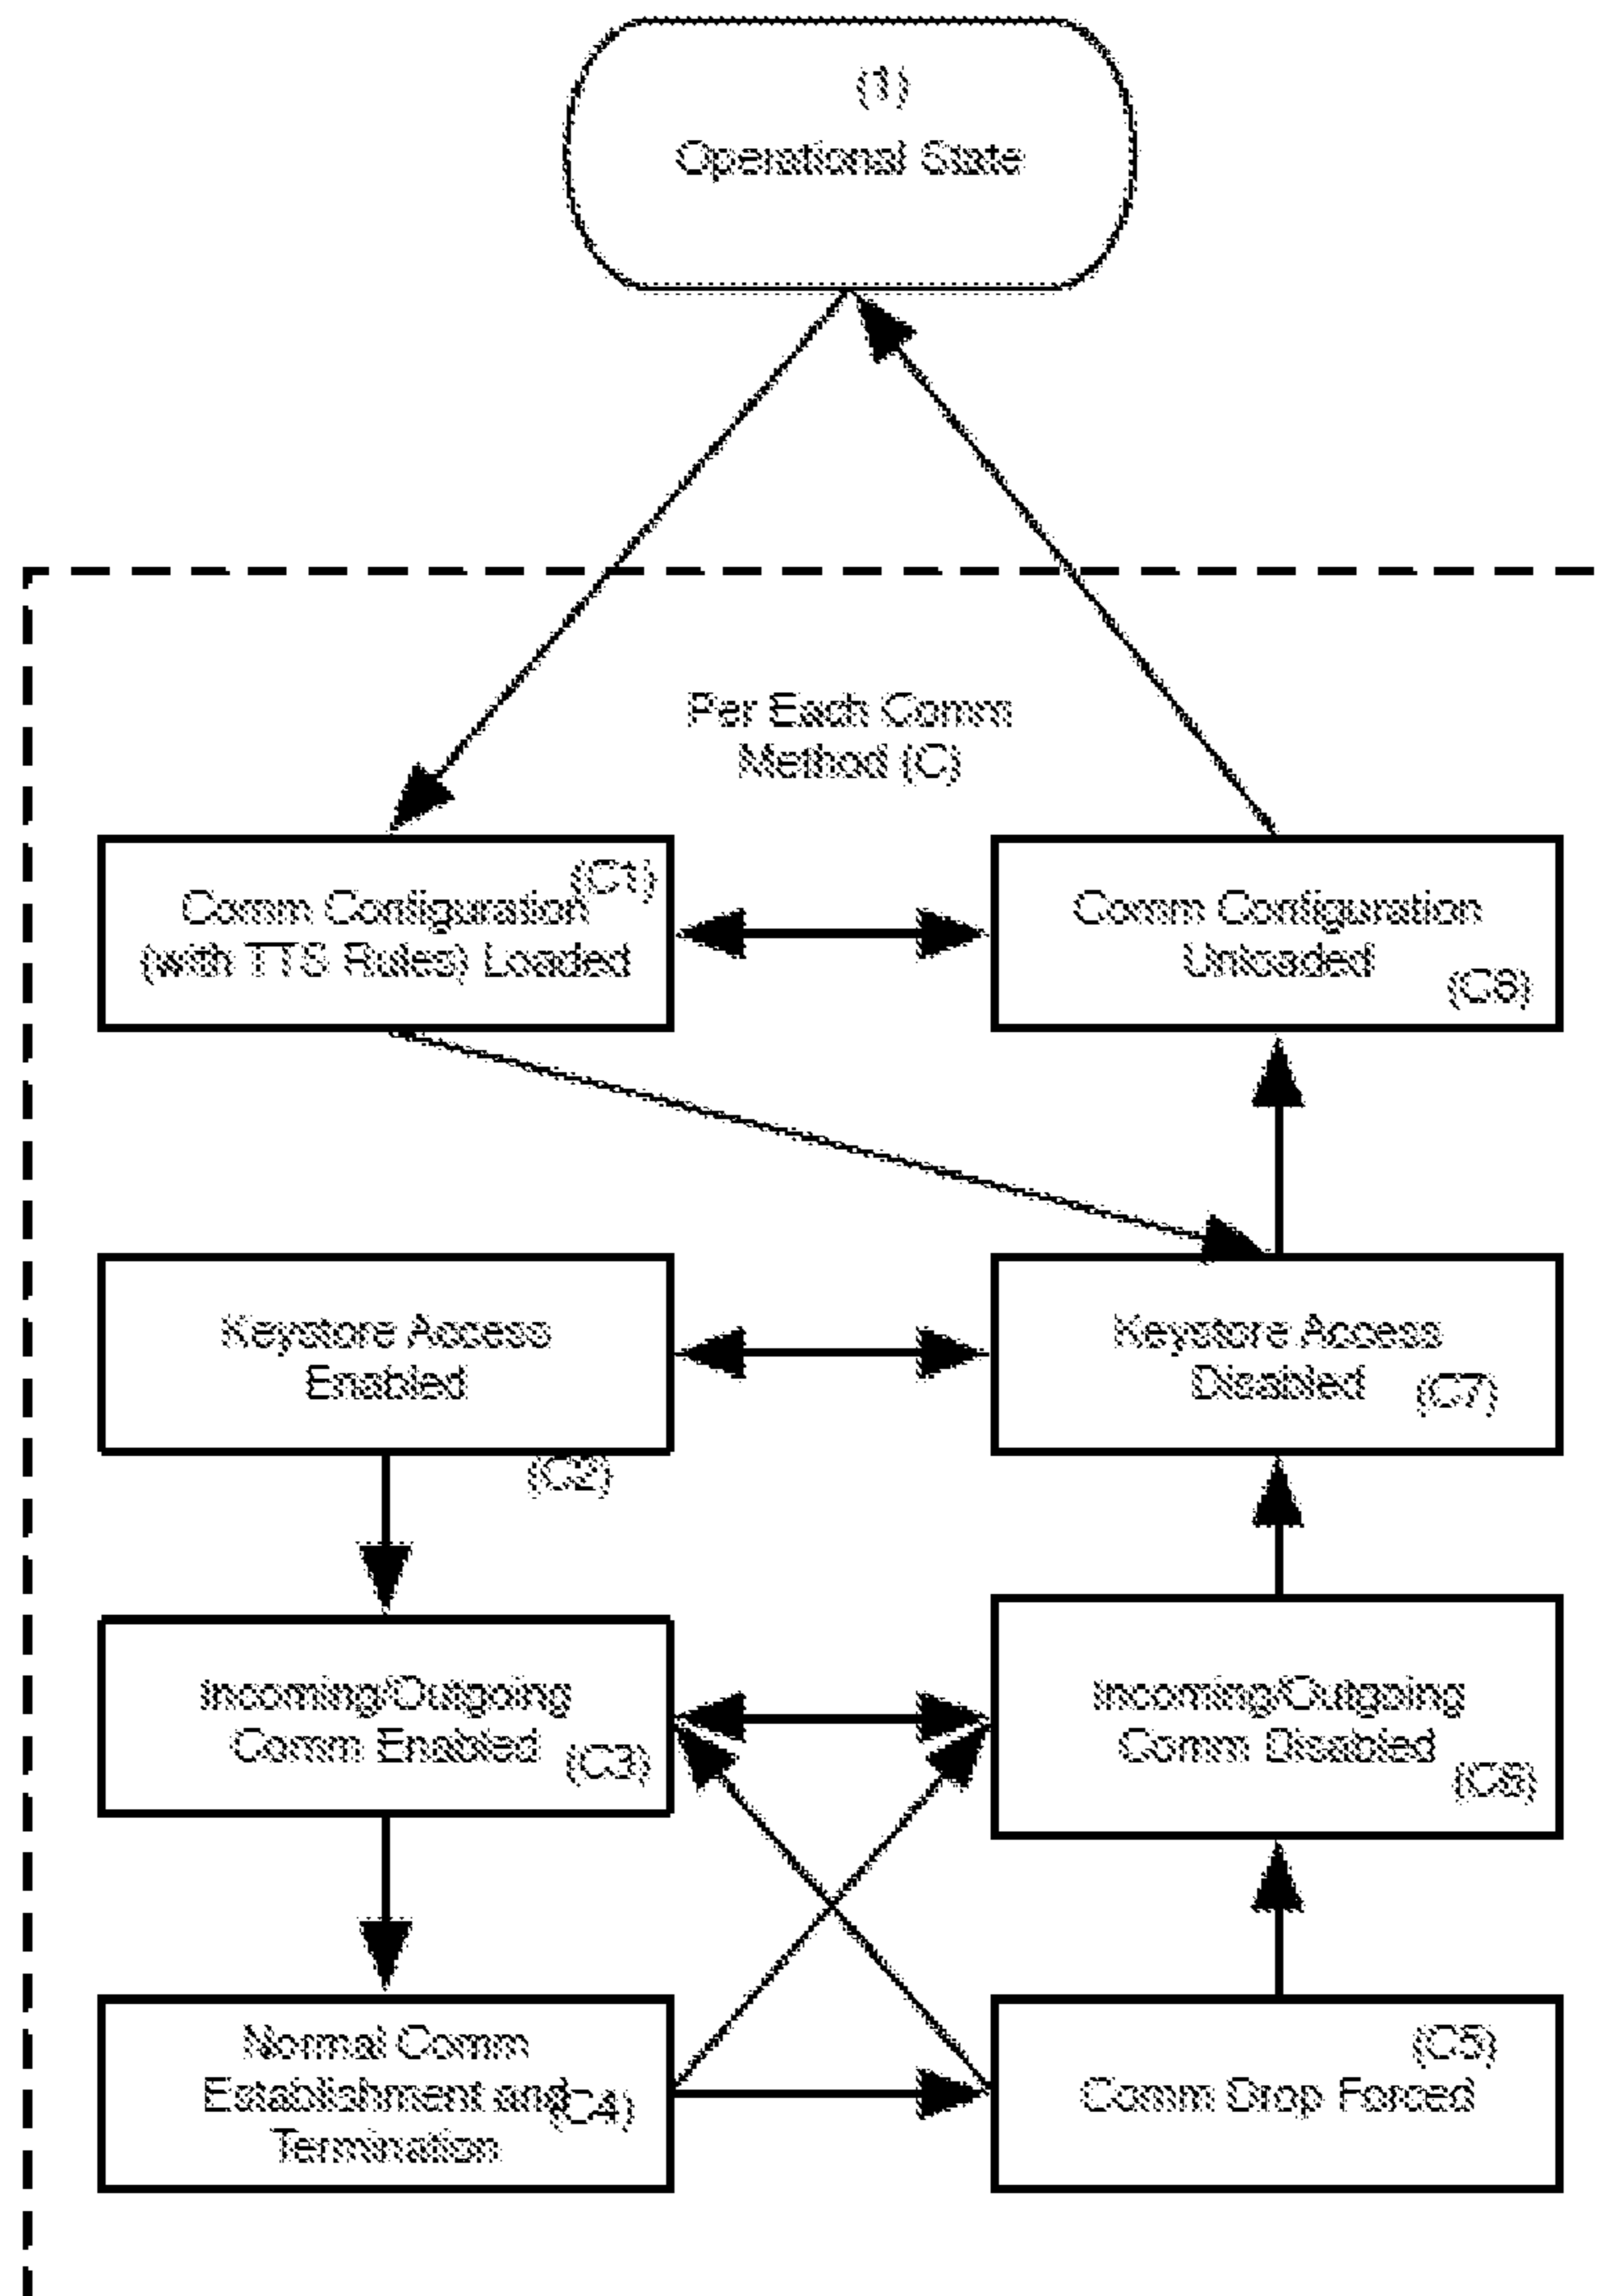 (1)
Operational State
Per Each Comm
Method (C)
(C1)
Comm Configuration
(with TTS Rules) Loaded
Comm Configuration
Unloaded
(C8)
Keystore Access
Enabled
(C2)
Keystore Access
Disabled
(C7)
Incoming/Outgoing
Comm Enabled
(C3)
Incoming/Outgoing
Comm Disabled
(C6)
Normal Comm
Establishment and
(C4)
Termination
(C5)
Comm Drop Forced